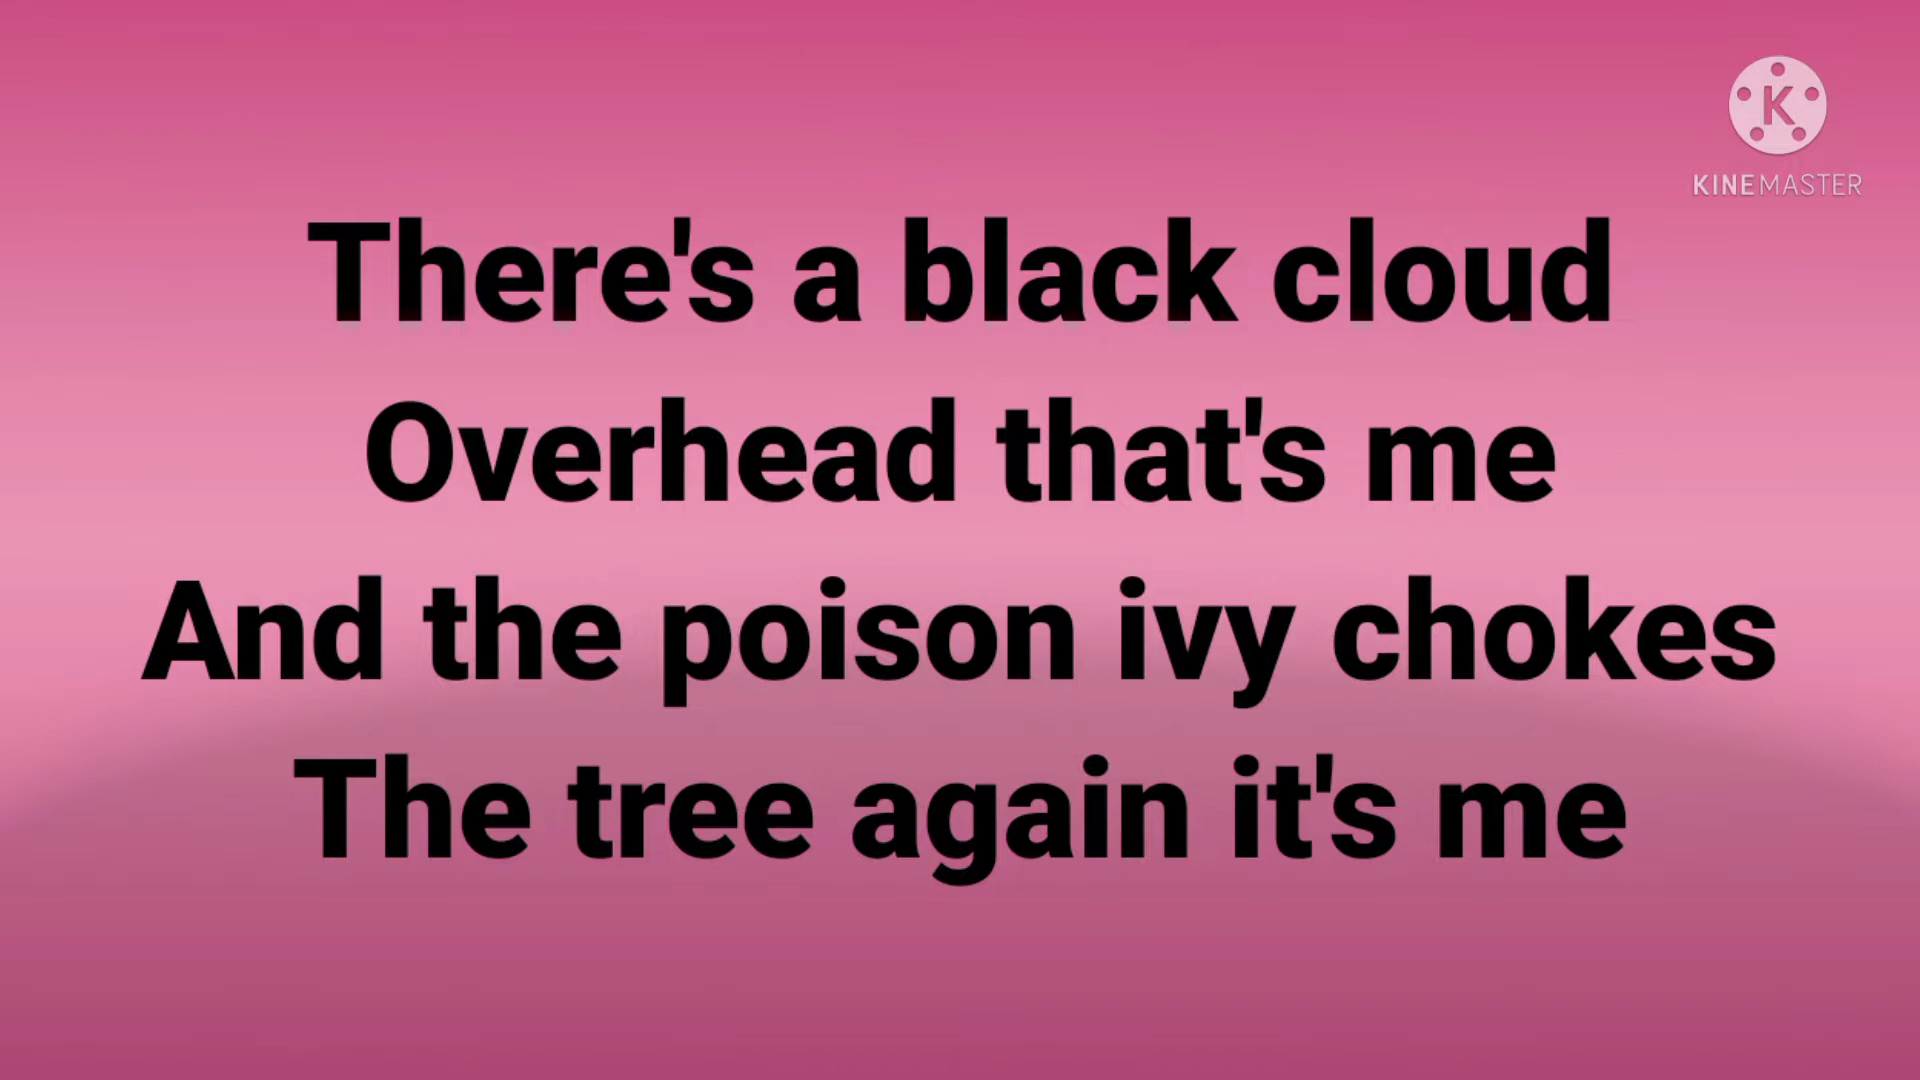 KINEMASTER
There's a black cloud
Overhead that's me
And the poison ivy chokes
The tree again it's me